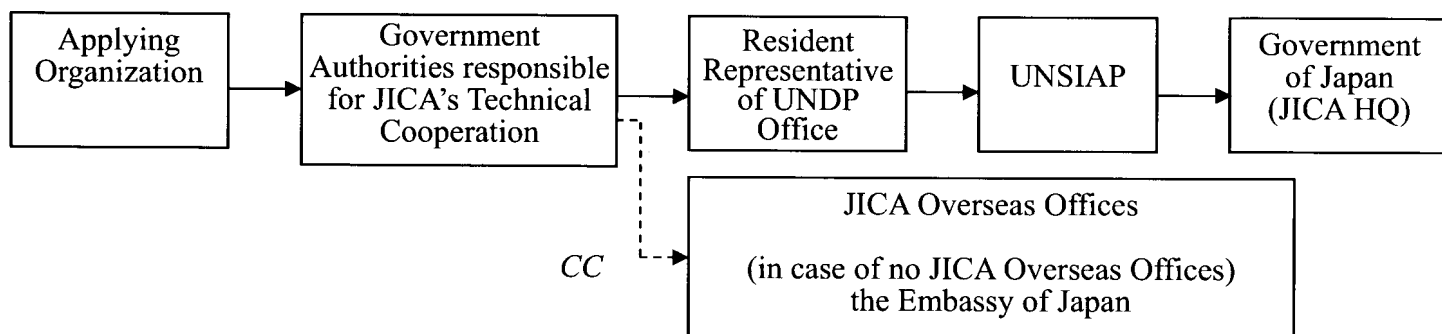 Applying
Organization
Government
Authorities responsible
for JICA's Technical
Cooperation
Resident
Representative
of UNDP
Office
UNSIAP
Government
of Japan
(JICA HQ)
CC
JICA Overseas Offices
(in case of no JICA Overseas Offices)
the Embassy of Japan